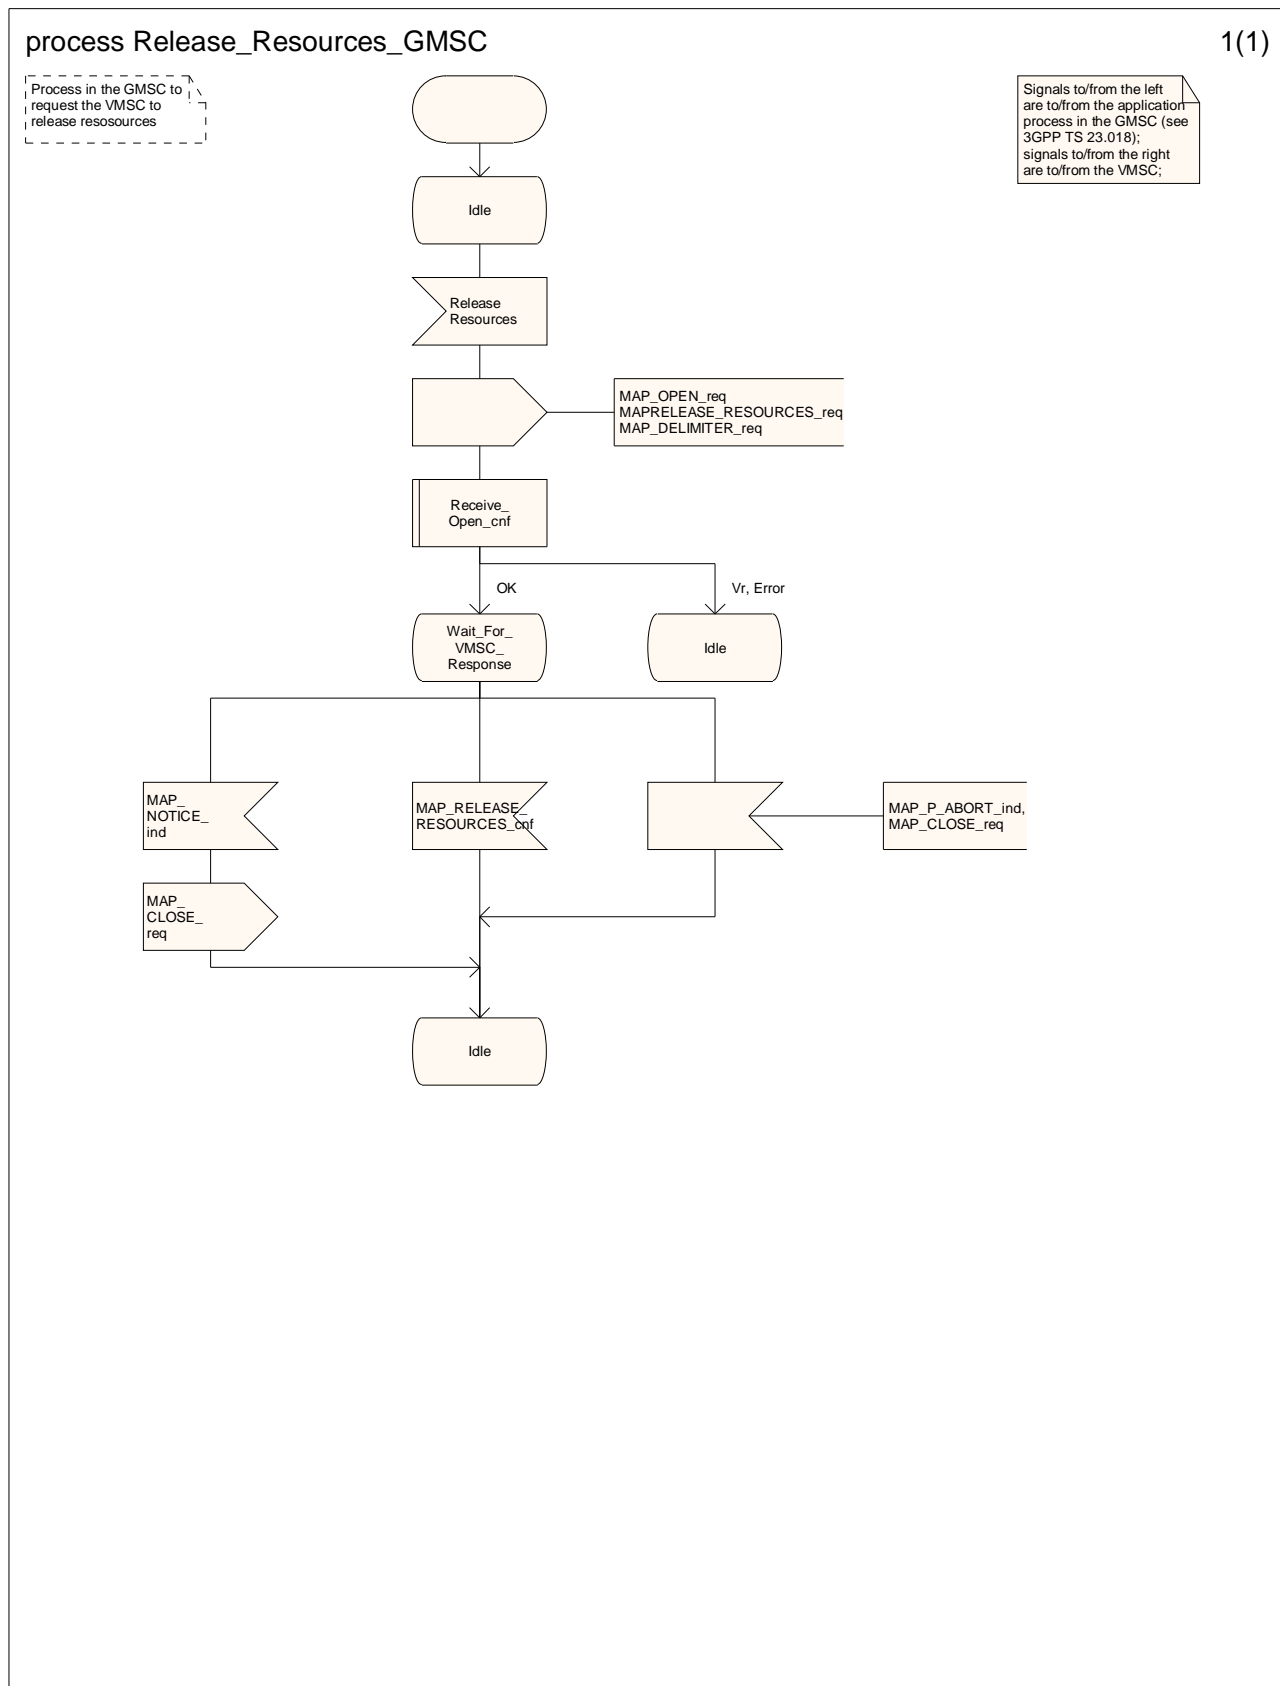 process Release_Resources_GMSC
1(1)
Process in the GMSC to
request the VMSC to
release resosources
Signals to/from the left
are to/from the application
process in the GMSC (see
3GPP TS 23.018);
signals to/from the right
are to/from the VMSC;
Idle
Release
Resources
MAP_OPEN_req
MAPRELEASE_RESOURCES_req
MAP_DELIMITER_req
Receive_
Open_cnf
OK
Vr, Error
Wait_For_
VMSC_
Response
Idle
MAP_
NOTICE_
ind
MAP_RELEASE_
RESOURCES_cnf
MAP_P_ABORT_ind,
MAP_CLOSE_req
MAP_
CLOSE_
req
Idle